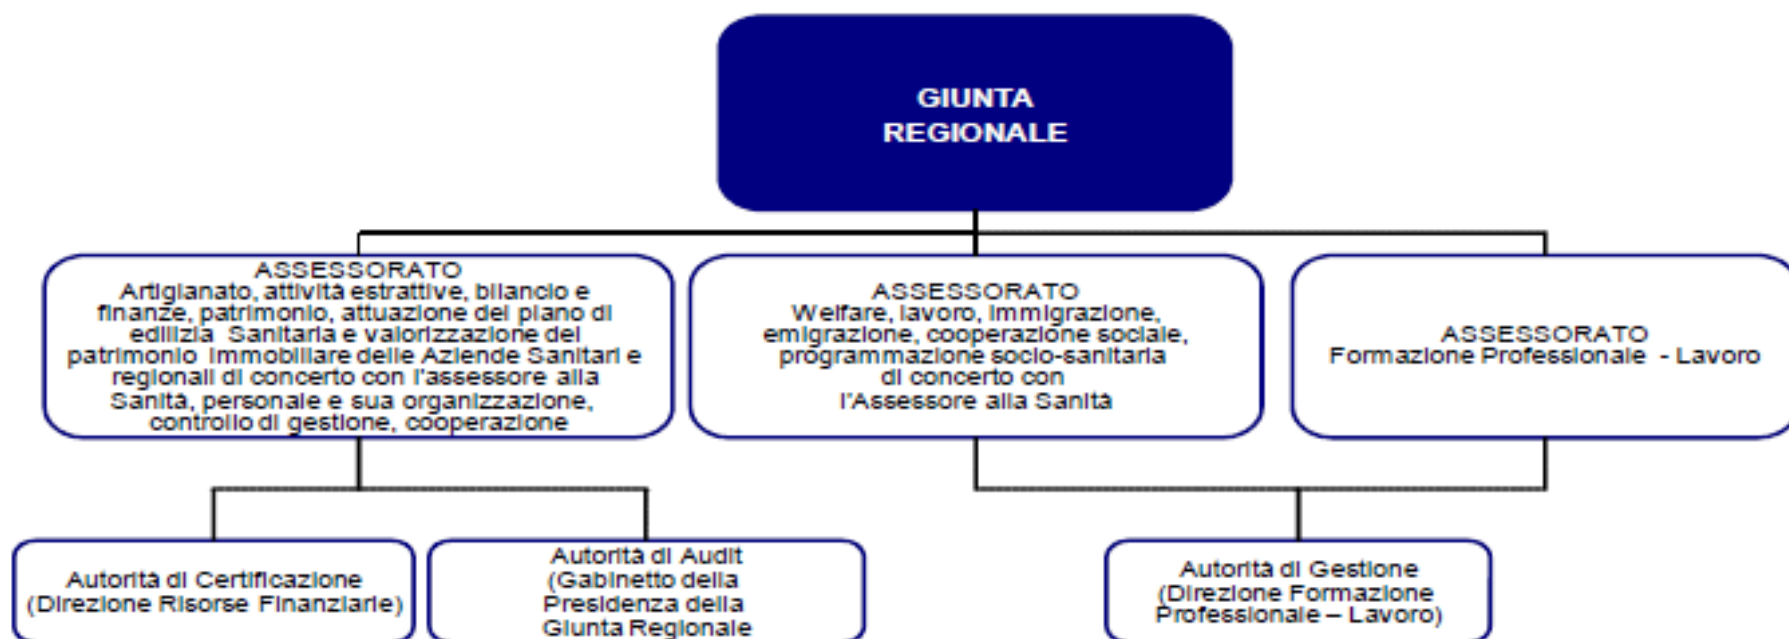 GIUNTA
REGIONALE
ASSESSORATO
Artigianato, attività estrattive, bilancio e
finanze, patrimonio, attuazione del piano di
edilizia Sanitaria e valorizzazione del
patrimonio immobiliare delle Aziende Sanitari e
regionali di concerto con l'assessore alla
Sanità, personale e sua organizzazione,
controllo di gestione, cooperazione
ASSESSORATO
Welfare, lavoro, immigrazione,
emigrazione, cooperazione sociale,
programmazione socio-sanitaria
di concerto con
l'Assessore alla Sanità
ASSESSORATO
Formazione Professionale - Lavoro
Autorità di Certificazione
(Direzione Risorse Finanziarie)
Autorità di Audit
(Gabinetto della
Presidenza della
Giunta Regionale
Autorità di Gestione
(Direzione Formazione
Professionale – Lavoro)